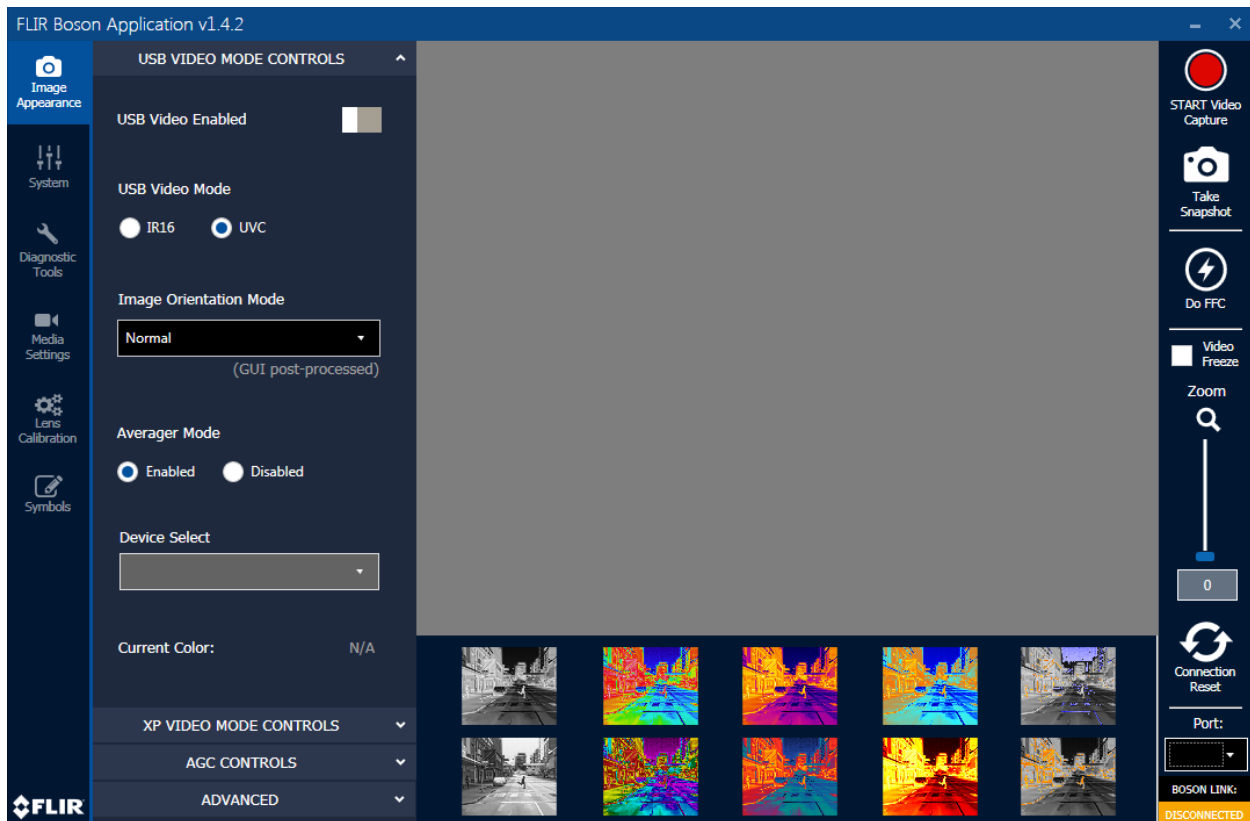 FLIR Boson Application v1.4.2
Image
Appearance
System
Diagnostic
Tools
Media
Settings
Lens
Calibration
Symbols
FLIR
USB VIDEO MODE CONTROLS
USB Video Enabled
USB Video Mode
IR16 UVC
Image Orientation Mode
Normal
(GUI post-processed)
Averager Mode
Enabled Disabled
Device Select
Current Color: N/A
XP VIDEO MODE CONTROLS
AGC CONTROLS
ADVANCED
START Video
Capture
Take
Snapshot
Do FFC
Video
Freeze
Zoom
0
Connection
Reset
Port:
BOSON LINK:
DISCONNECTED